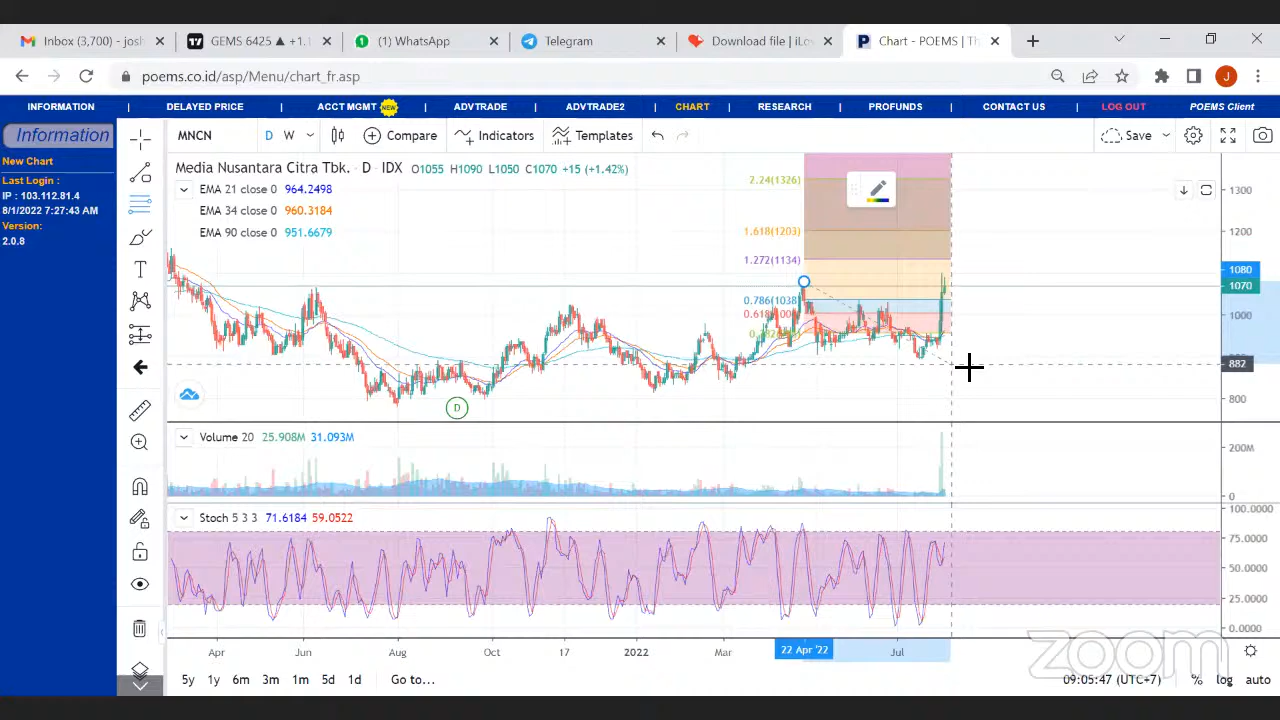 Inbox (3,700) - josh
GEMS 6425 ▲ +1.1
(1) WhatsApp
Telegram
Download file | iLov
Chart - POEMS | Th
poems.co.id/asp/Menu/chart_fr.asp
J
INFORMATION | DELAYED PRICE | ACCT MGMT NEW | ADVTRADE | ADVTRADE2 | CHART | RESEARCH | PROFUNDS | CONTACT US | LOG OUT POEMS Client
Information
New Chart
Last Login :
IP : 103.112.81.4
8/1/2022 7:27:43 AM
Version:
2.0.8
MNCN D W Compare Indicators Templates Save
Media Nusantara Citra Tbk. · D · IDX O1055 H1090 L1050 C1070 +15 (+1.42%)
EMA 21 close 0 964.2498
EMA 34 close 0 960.3184
EMA 90 close 0 951.6679
2.24(1326)
1.618(1203)
1.272(1134)
0.786(1038)
1300
1200
1080
1070
1000
882
800
D
Volume 20 25.908M 31.093M
200M
0
Stoch 5 3 3 71.6184 59.0522
100.0000
75.0000
50.0000
25.0000
0.0000
Apr Jun Aug Oct 17 2022 Mar 22 Apr '22 Jul
zoom
5y 1y 6m 3m 1m 5d 1d Go to...
09:05:47 (UTC+7) % log auto